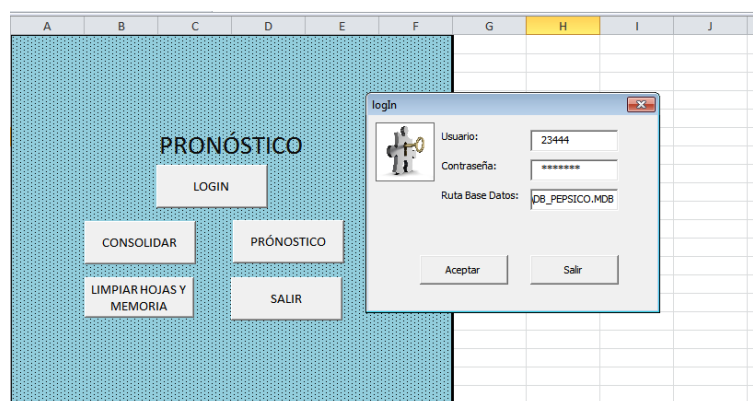 A B C D E F G H I J
logIn
Usuario: 23444
Contraseña: *******
Ruta Base Datos: \DB_PEPSICO.MDB
Aceptar Salir
PRONÓSTICO
LOGIN
CONSOLIDAR PRÓNOSTICO
LIMPIAR HOJAS Y
MEMORIA
SALIR